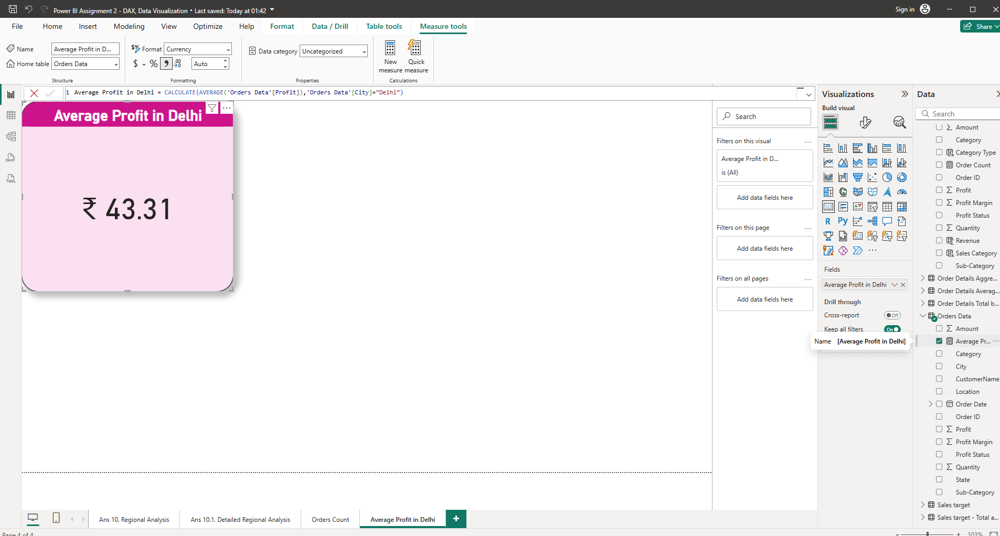 Power BI Assignment 2 - DAX, Data Visualization • Last saved: Today at 01:42
Sign in
File Home Insert Modeling View Optimize Help Format Data / Drill Table tools Measure tools
Share
Name Average Profit in D...
Home table Orders Data
Structure
Format Currency
$ % , .00 Auto
Formatting
Data category Uncategorized
Properties
New measure
Quick measure
Calculations
1 Average Profit in Delhi = CALCULATE(AVERAGE('Orders Data'[Profit]),'Orders Data'[City]="Delhi")
DAX
TMDL
Average Profit in Delhi
₹ 43.31
Search
Filters on this visual
Average Profit in D...
is (All)
Add data fields here
Filters on this page
Add data fields here
Filters on all pages
Add data fields here
Visualizations
Build visual
123
R Py
Fields
Average Profit in Delhi
Drill through
Cross-report Off
Keep all filters On
Name [Average Profit in Delhi]
Data
Search
Amount
Category
Category Type
Order Count
Order ID
Profit
Profit Margin
Profit Status
Quantity
Revenue
Sales Category
Sub-Category
Order Details Aggre...
Order Details Averag...
Order Details Total b...
Orders Data
Amount
Average Pr...
Category
City
CustomerName
Location
Order Date
Order ID
Profit
Profit Margin
Profit Status
Quantity
State
Sub-Category
Sales target
Sales target - Total a...
Ans 10. Regional Analysis
Ans 10.1. Detailed Regional Analysis
Orders Count
Average Profit in Delhi
Page 4 of 4
103%